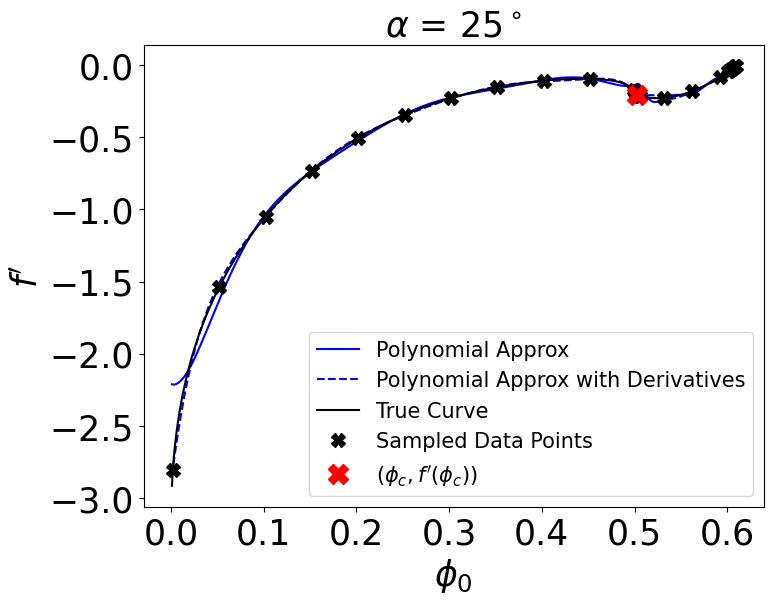 α = 25°
f′
0.0
−0.5
−1.0
−1.5
−2.0
−2.5
−3.0
Polynomial Approx
Polynomial Approx with Derivatives
True Curve
Sampled Data Points
(ϕc, f′(ϕc))
0.0 0.1 0.2 0.3 0.4 0.5 0.6
ϕ0